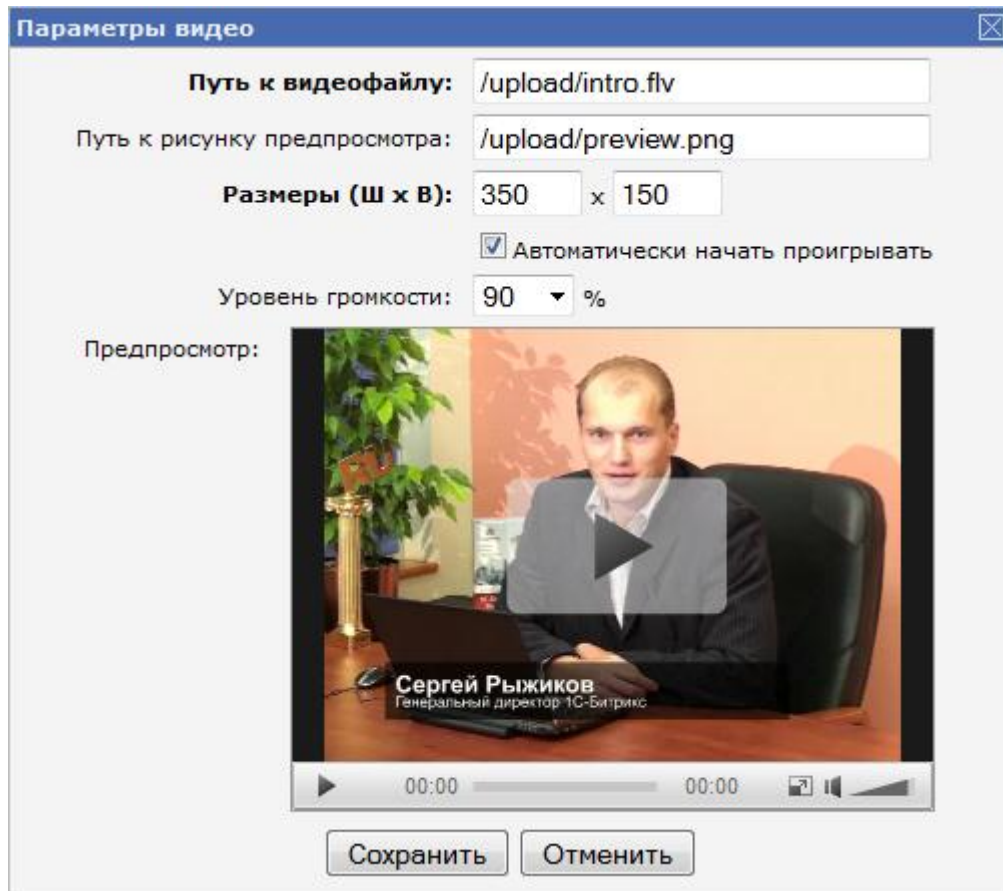 Параметры видео
Путь к видеофайлу: /upload/intro.flv
Путь к рисунку предпросмотра: /upload/preview.png
Размеры (Ш x В): 350 x 150
Автоматически начать проигрывать
Уровень громкости: 90 %
Предпросмотр:
RU
Сергей Рыжиков
Генеральный директор 1С-Битрикс
00:00 00:00
Сохранить Отменить